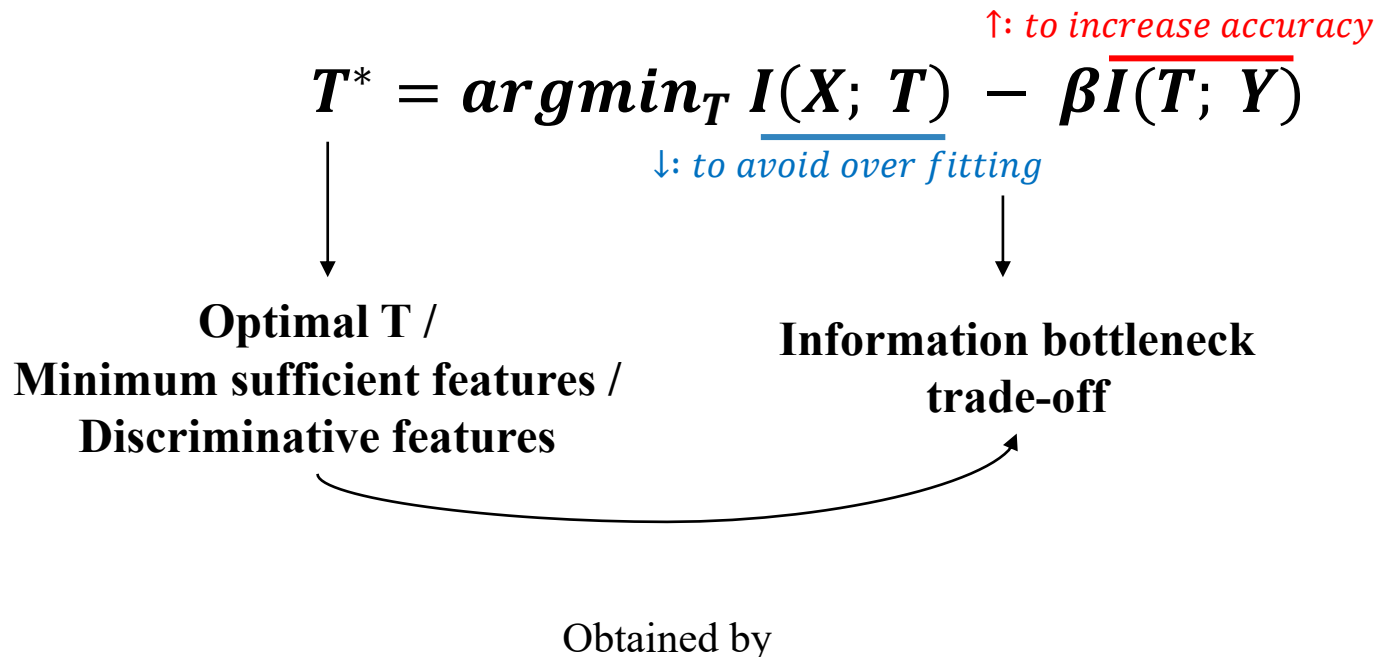 ↑: to increase accuracy
T* = argmin_T I(X; T) − βI(T; Y)
↓: to avoid over fitting
Optimal T /
Minimum sufficient features /
Discriminative features
Information bottleneck
trade-off
Obtained by